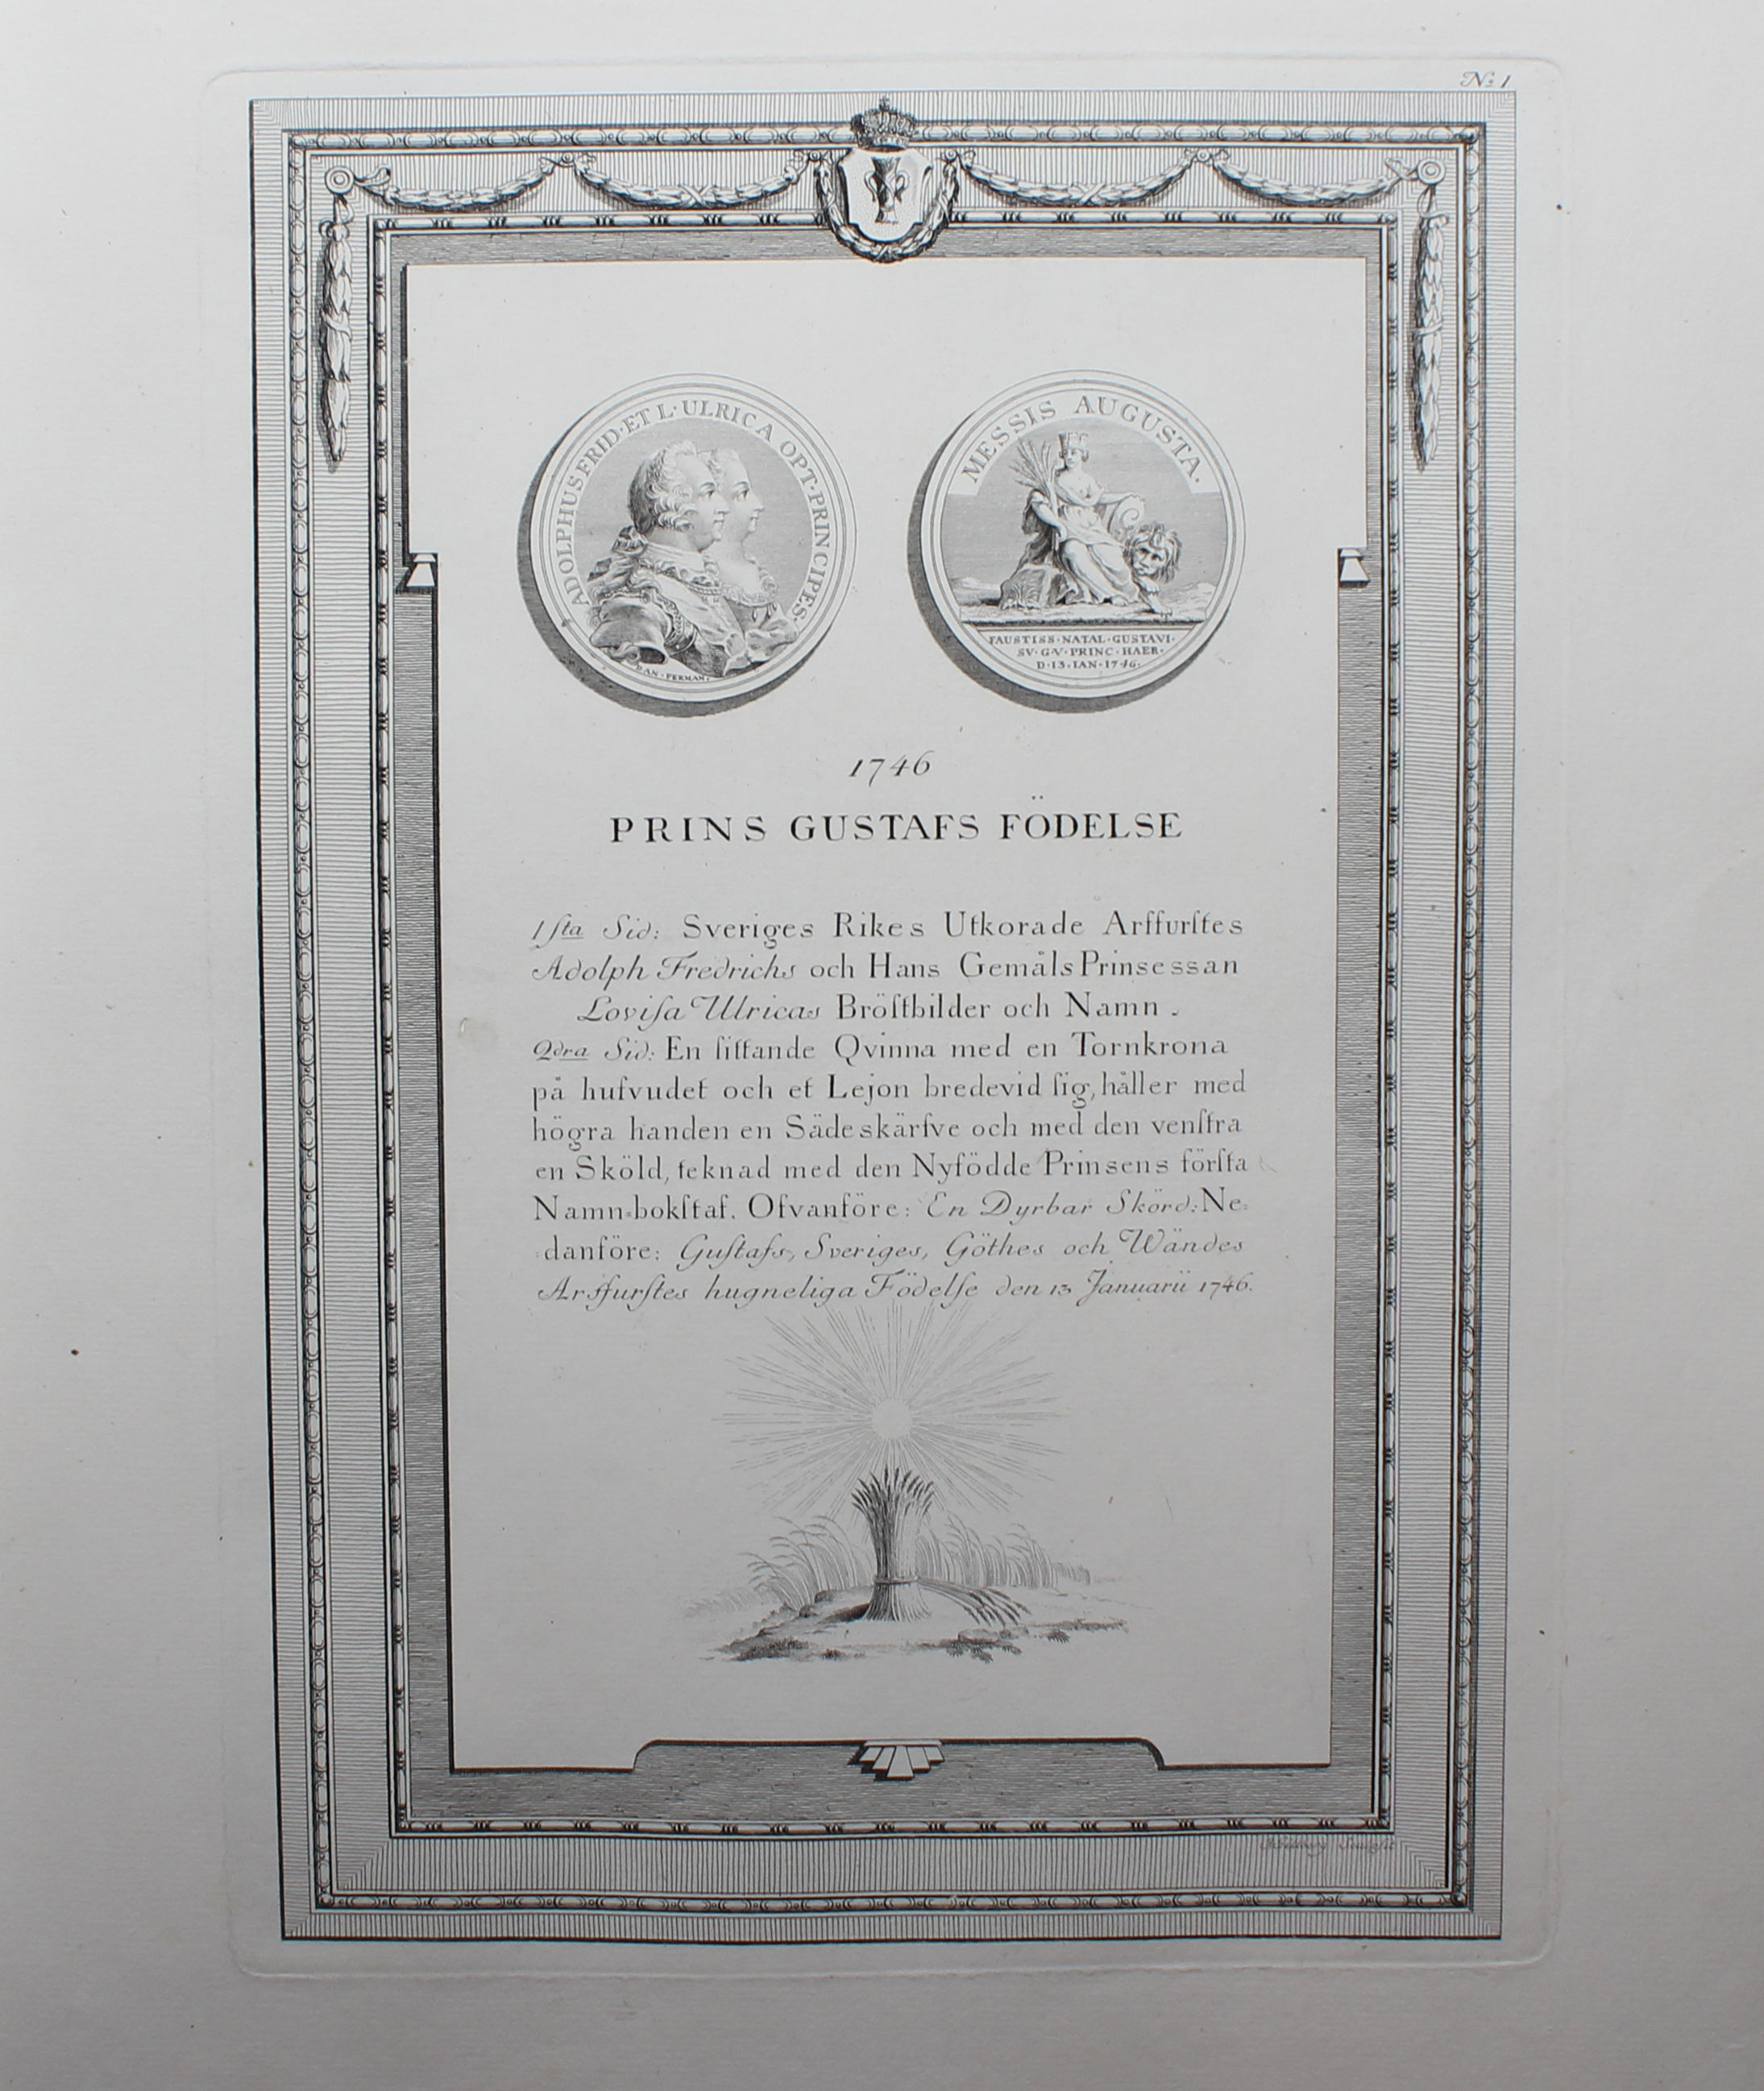 No 1
ADOLPHUS FRID·ET L·ULRICA OPT·PRINCIPES·
DAN·FERMAN·
MESSIS AUGUSTA·
FAUSTISS·NATAL·GUSTAVI·
SV·G·V·PRINC·HAER·
D·13·IAN·1746·
1746
PRINS GUSTAFS FÖDELSE
1ſta Sid: Sveriges Rikes Utkorade Arffurſtes
Adolph Fredrichs och Hans Gemåls Prinsessan
Loviſa Ulricas Bröſtbilder och Namn.
2dra Sid: En ſittande Qvinna med en Tornkrona
på hufvudet och et Lejon bredevid ſig, håller med
högra handen en Sädeskärfve och med den venſtra
en Sköld, teknad med den Nyfödde Prinsens förſta
Namn=bokſtaf. Ofvanföre: En Dyrbar Skörd: Ne=
=danföre: Guſtafs, Sveriges, Göthes och Wändes
Arffurſtes hugneliga Födelſe den 13 Januarii 1746.
Sculpsit